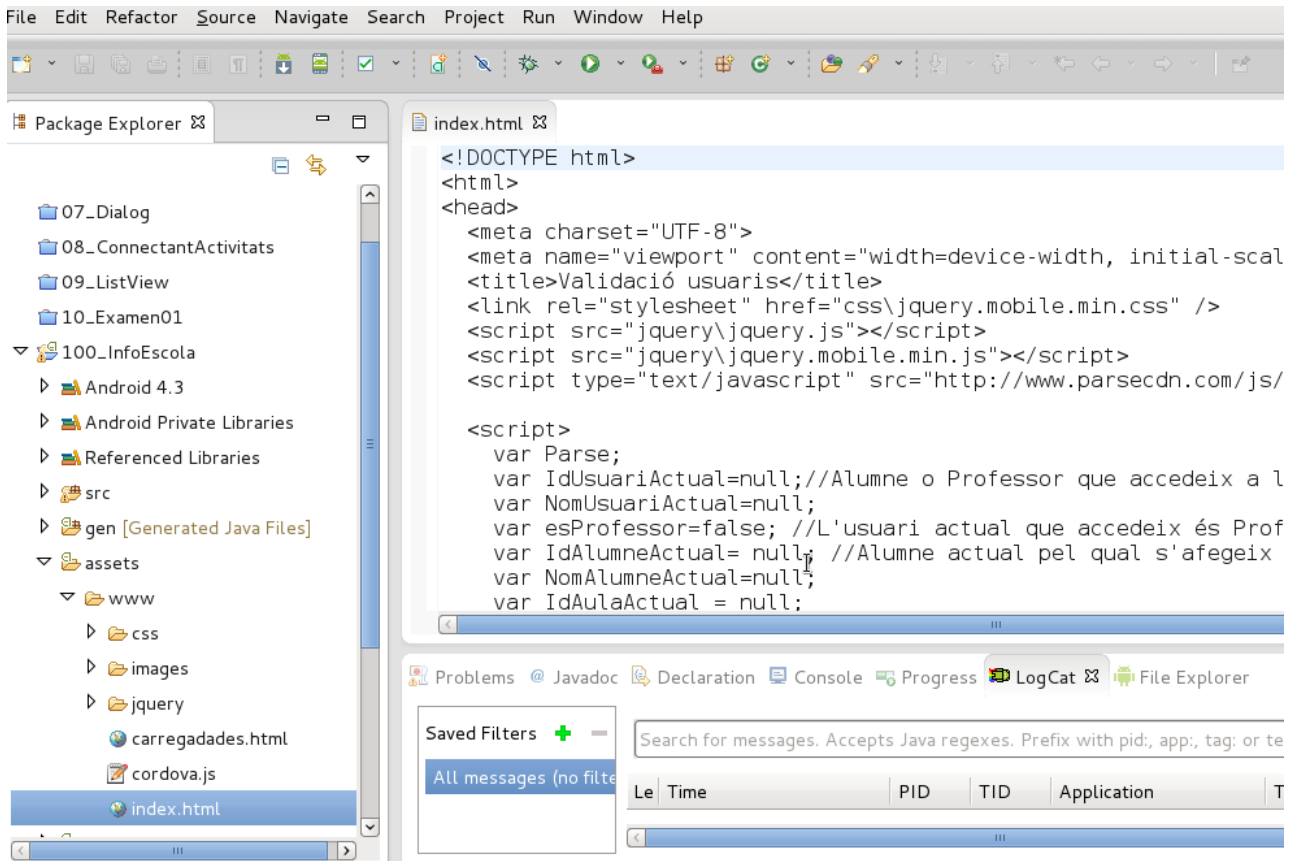 File Edit Refactor Source Navigate Search Project Run Window Help
Package Explorer
07_Dialog
08_ConnectantActivitats
09_ListView
10_Examen01
100_InfoEscola
Android 4.3
Android Private Libraries
Referenced Libraries
src
gen [Generated Java Files]
assets
www
css
images
jquery
carregadades.html
cordova.js
index.html
index.html
<!DOCTYPE html>
<html>
<head>
<meta charset="UTF-8">
<meta name="viewport" content="width=device-width, initial-scal
<title>Validació usuaris</title>
<link rel="stylesheet" href="css\jquery.mobile.min.css" />
<script src="jquery\jquery.js"></script>
<script src="jquery\jquery.mobile.min.js"></script>
<script type="text/javascript" src="http://www.parsecdn.com/js/
<script>
var Parse;
var IdUsuariActual=null;//Alumne o Professor que accedeix a l
var NomUsuariActual=null;
var esProfessor=false; //L'usuari actual que accedeix és Prof
var IdAlumneActual= null; //Alumne actual pel qual s'afegeix
var NomAlumneActual=null;
var IdAulaActual = null;
Problems @ Javadoc Declaration Console Progress LogCat File Explorer
Saved Filters
All messages (no filte
Search for messages. Accepts Java regexes. Prefix with pid:, app:, tag: or te
Le Time PID TID Application T